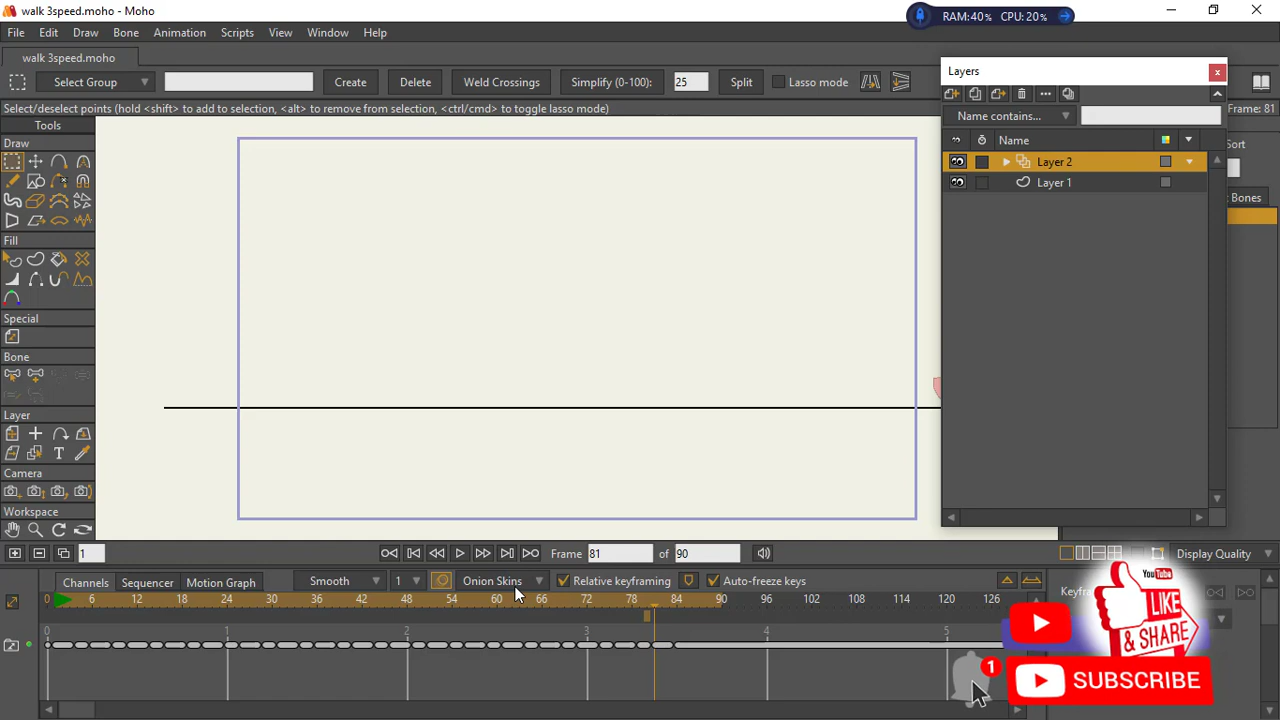 walk 3speed.moho - Moho
RAM:40% CPU: 20%
File Edit Draw Bone Animation Scripts View Window Help
walk 3speed.moho
Select Group Create Delete Weld Crossings Simplify (0-100): 25 Split Lasso mode
Select/deselect points (hold <shift> to add to selection, <alt> to remove from selection, <ctrl/cmd> to toggle lasso mode)
Frame: 81
Layers
Name contains...
Name
Layer 2
Layer 1
Sort
Bones
Tools
Draw
Fill
Special
Bone
Layer
Camera
Workspace
1 Frame 81 of 90 Display Quality
Channels Sequencer Motion Graph Smooth 1 Onion Skins Relative keyframing Auto-freeze keys
0 6 12 18 24 30 36 42 48 54 60 66 72 78 84 90 96 102 108 114 120 126
0 1 2 3 4 5
YouTube
LIKE
& SHARE
1
SUBSCRIBE